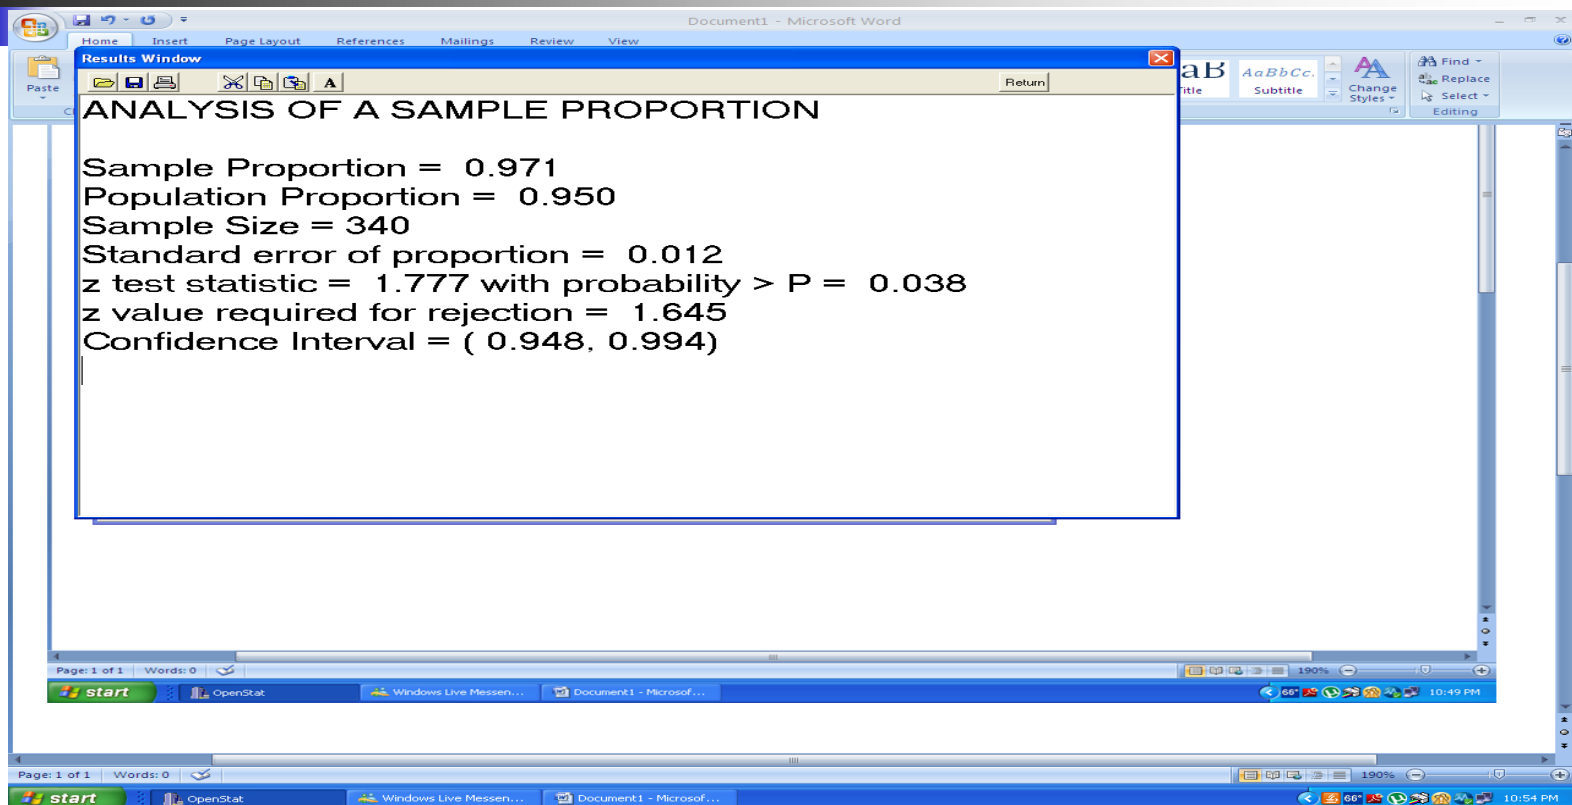 Document1 - Microsoft Word
Home Insert Page Layout References Mailings Review View
Results Window
Paste
Return
ANALYSIS OF A SAMPLE PROPORTION
Sample Proportion = 0.971
Population Proportion = 0.950
Sample Size = 340
Standard error of proportion = 0.012
z test statistic = 1.777 with probability > P = 0.038
z value required for rejection = 1.645
Confidence Interval = ( 0.948, 0.994)
AaBbCc.
Subtitle
Change
Styles
Find
Replace
Select
Editing
Page: 1 of 1 Words: 0 190%
start OpenStat Windows Live Messen... Document1 - Microsof... 66° 10:49 PM
Page: 1 of 1 Words: 0 190%
start OpenStat Windows Live Messen... Document1 - Microsof... 66° 10:54 PM